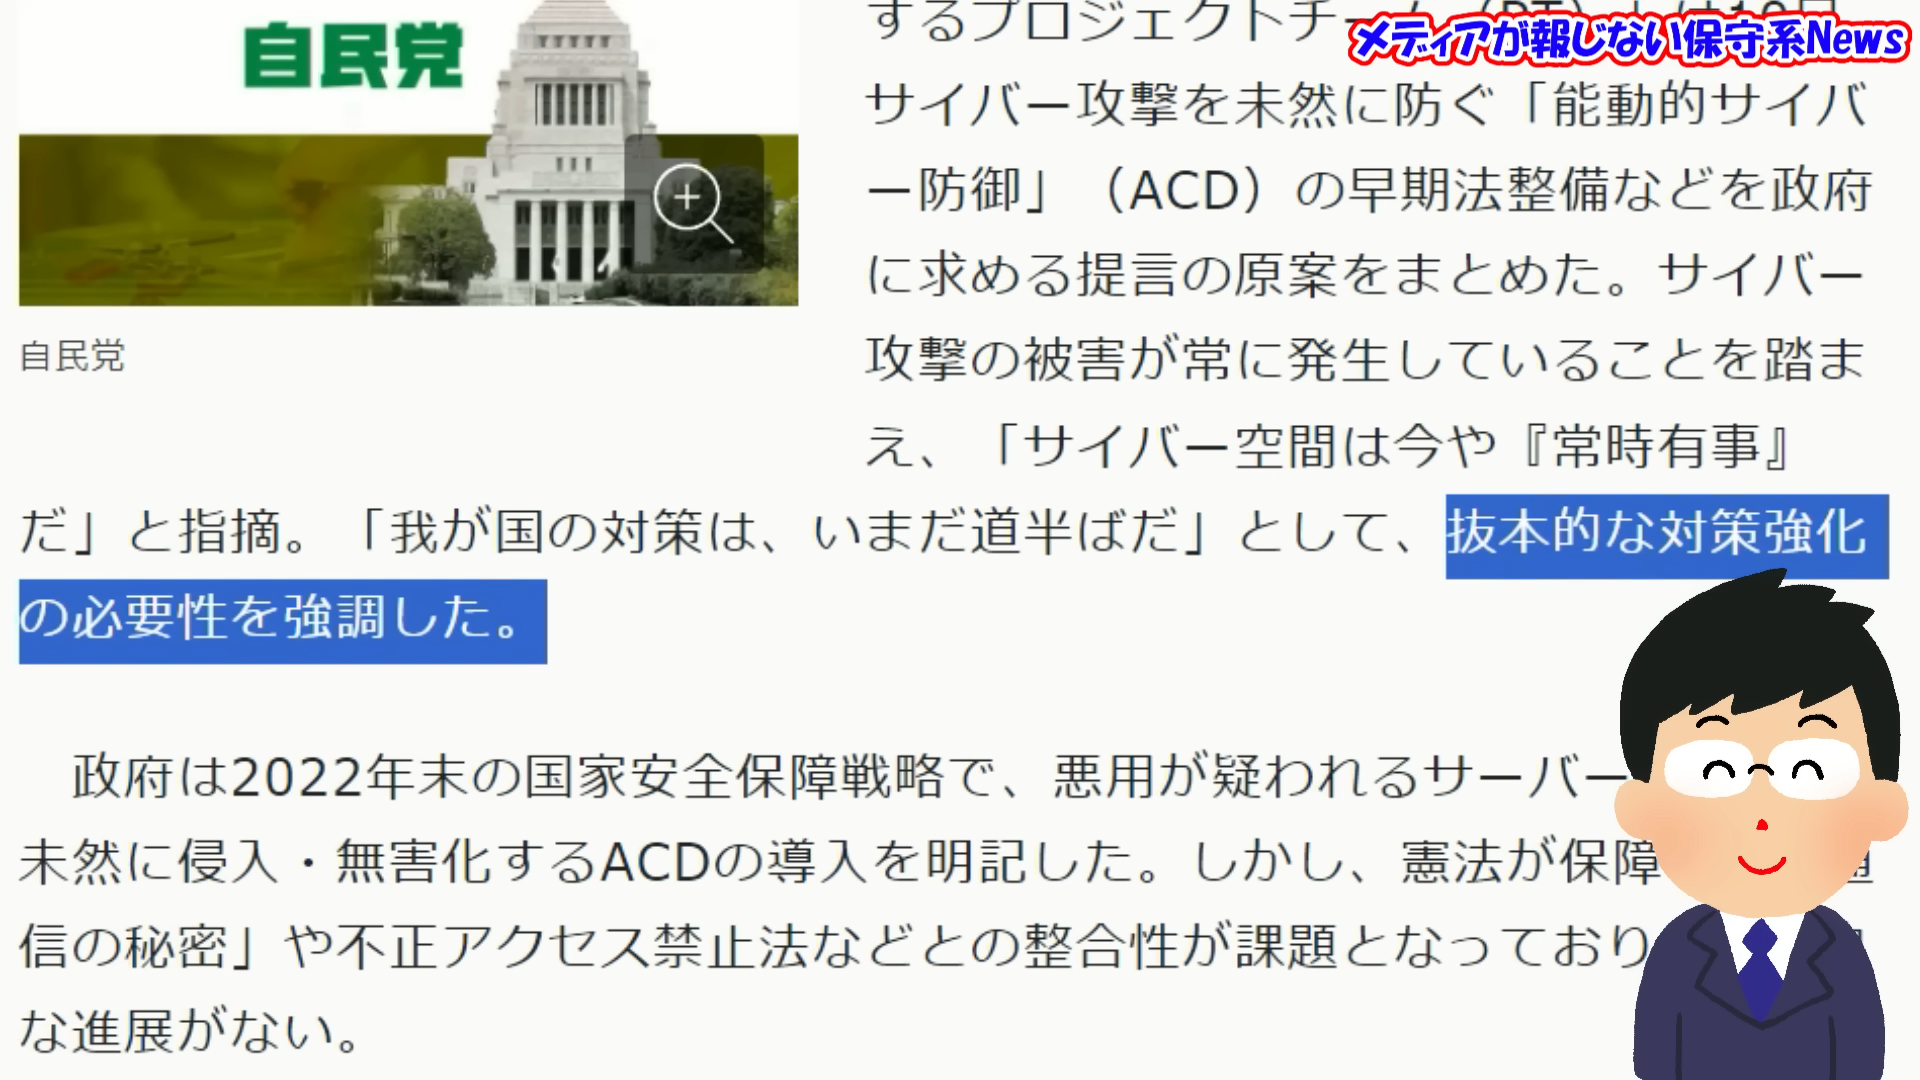 自民党
するプロジェクトチ
メディアが報じない保守系News
サイバー攻撃を未然に防ぐ「能動的サイバ
ー防御」（ACD）の早期法整備などを政府
に求める提言の原案をまとめた。サイバー
自民党
攻撃の被害が常に発生していることを踏ま
え、「サイバー空間は今や『常時有事』
だ」と指摘。「我が国の対策は、いまだ道半ばだ」として、抜本的な対策強化
の必要性を強調した。
政府は2022年末の国家安全保障戦略で、悪用が疑われるサーバー
未然に侵入・無害化するACDの導入を明記した。しかし、憲法が保障
信の秘密」や不正アクセス禁止法などとの整合性が課題となっており
な進展がない。